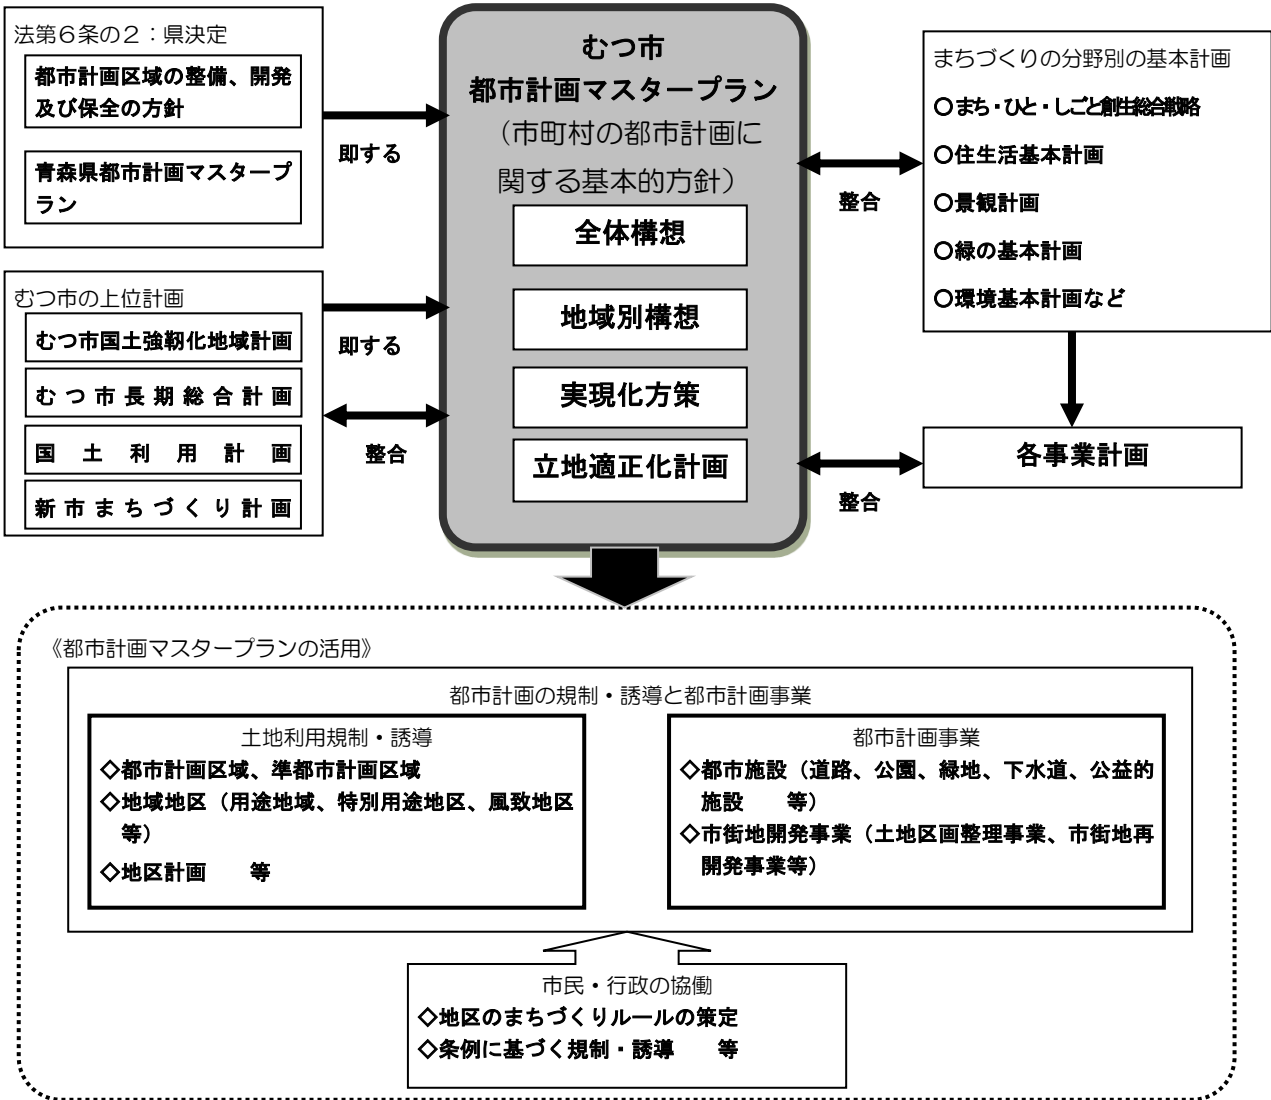 法第６条の２：県決定
都市計画区域の整備、開発
及び保全の方針
青森県都市計画マスタープ
ラン
即する
むつ市の上位計画
むつ市国土強靭化地域計画
むつ市長期総合計画
国土利用計画
新市まちづくり計画
即する
整合
むつ市
都市計画マスタープラン
（市町村の都市計画に
関する基本的方針）
全体構想
地域別構想
実現化方策
立地適正化計画
整合
整合
まちづくりの分野別の基本計画
○まち・ひと・しごと創生総合戦略
○住生活基本計画
○景観計画
○緑の基本計画
○環境基本計画など
各事業計画
《都市計画マスタープランの活用》
都市計画の規制・誘導と都市計画事業
土地利用規制・誘導
◇都市計画区域、準都市計画区域
◇地域地区（用途地域、特別用途地区、風致地区
等）
◇地区計画　　等
都市計画事業
◇都市施設（道路、公園、緑地、下水道、公益的
施設　　等）
◇市街地開発事業（土地区画整理事業、市街地再
開発事業等）
市民・行政の協働
◇地区のまちづくりルールの策定
◇条例に基づく規制・誘導　　等